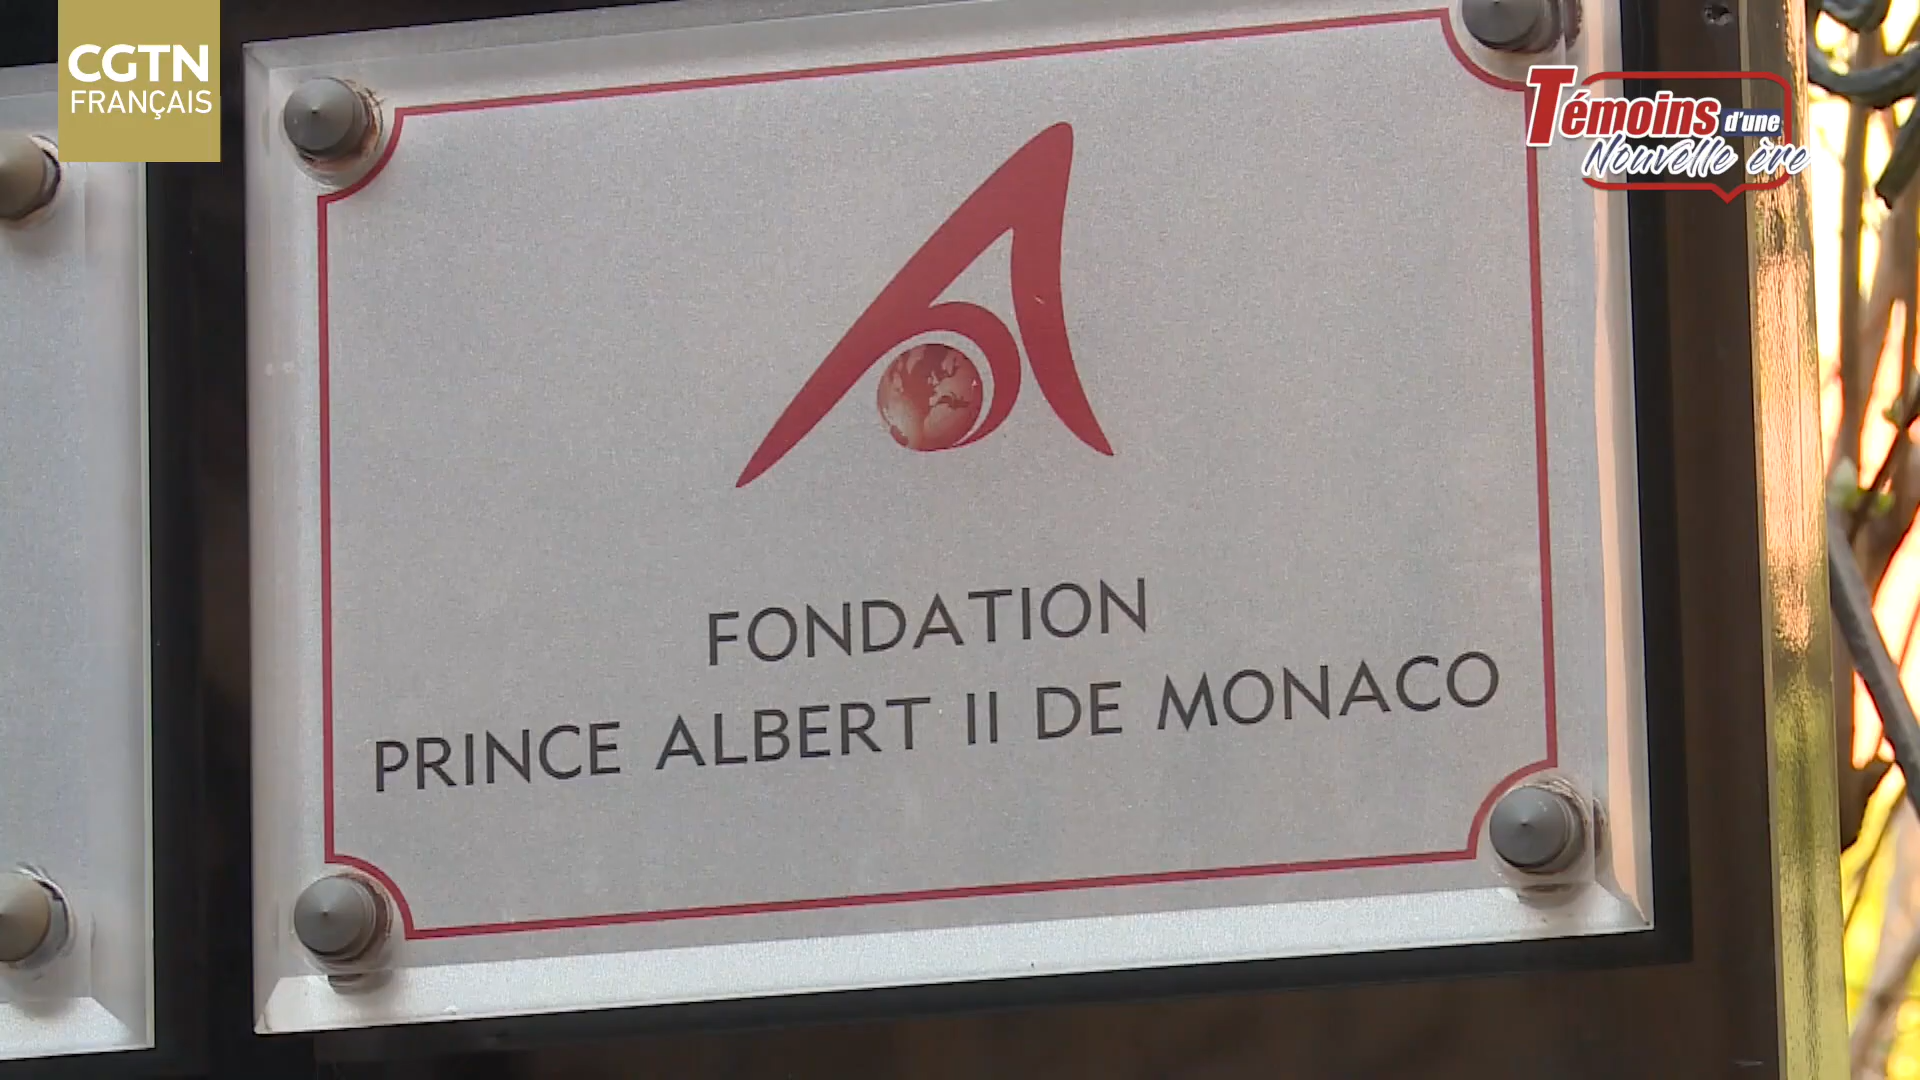 CGTN
FRANÇAIS
Témoins d'une
Nouvelle ère
FONDATION
PRINCE ALBERT II DE MONACO